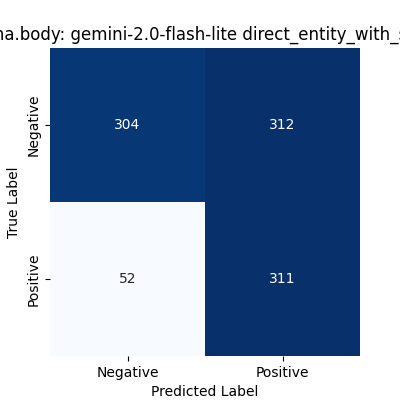 na.body: gemini-2.0-flash-lite direct_entity_with_s
True Label
Negative
304
312
Positive
52
311
Negative
Positive
Predicted Label